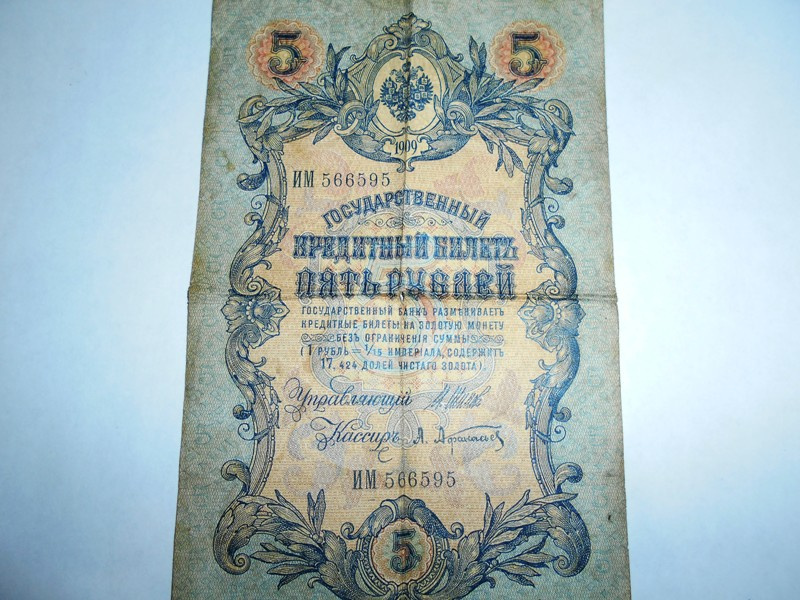 5 5
1909
ИМ 566595
ГОСУДАРСТВЕННЫЙ
КРЕДИТНЫЙ БИЛЕТЪ
ПЯТЬ РУБЛЕЙ
ГОСУДАРСТВЕННЫЙ БАНКЪ РАЗМѢНИВАЕТЪ
КРЕДИТНЫЕ БИЛЕТЫ НА ЗОЛОТУЮ МОНЕТУ
БЕЗЪ ОГРАНИЧЕНІЯ СУММЫ
(1 РУБЛЬ = 1/15 ИМПЕРІАЛА, СОДЕРЖИТЪ
17,424 ДОЛЕЙ ЧИСТАГО ЗОЛОТА).
Управляющій
Кассиръ А. Афанасьев
ИМ 566595
5